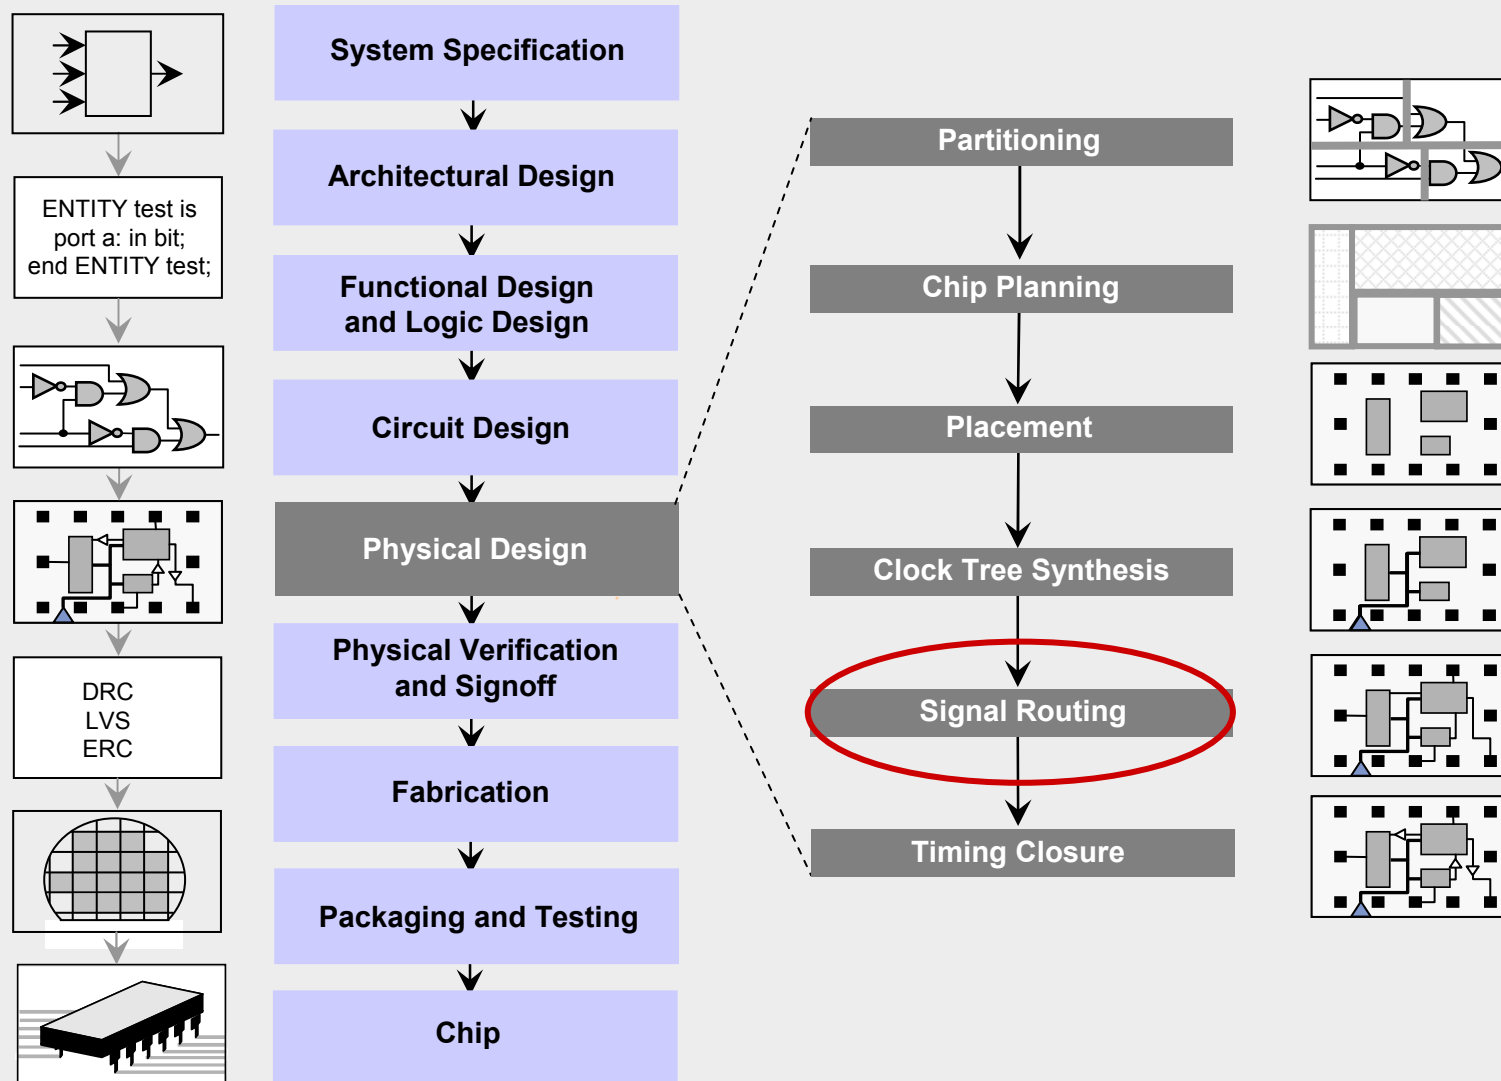 System Specification
Architectural Design
Functional Design
and Logic Design
Circuit Design
Physical Design
Physical Verification
and Signoff
Fabrication
Packaging and Testing
Chip
ENTITY test is
port a: in bit;
end ENTITY test;
DRC
LVS
ERC
Partitioning
Chip Planning
Placement
Clock Tree Synthesis
Signal Routing
Timing Closure